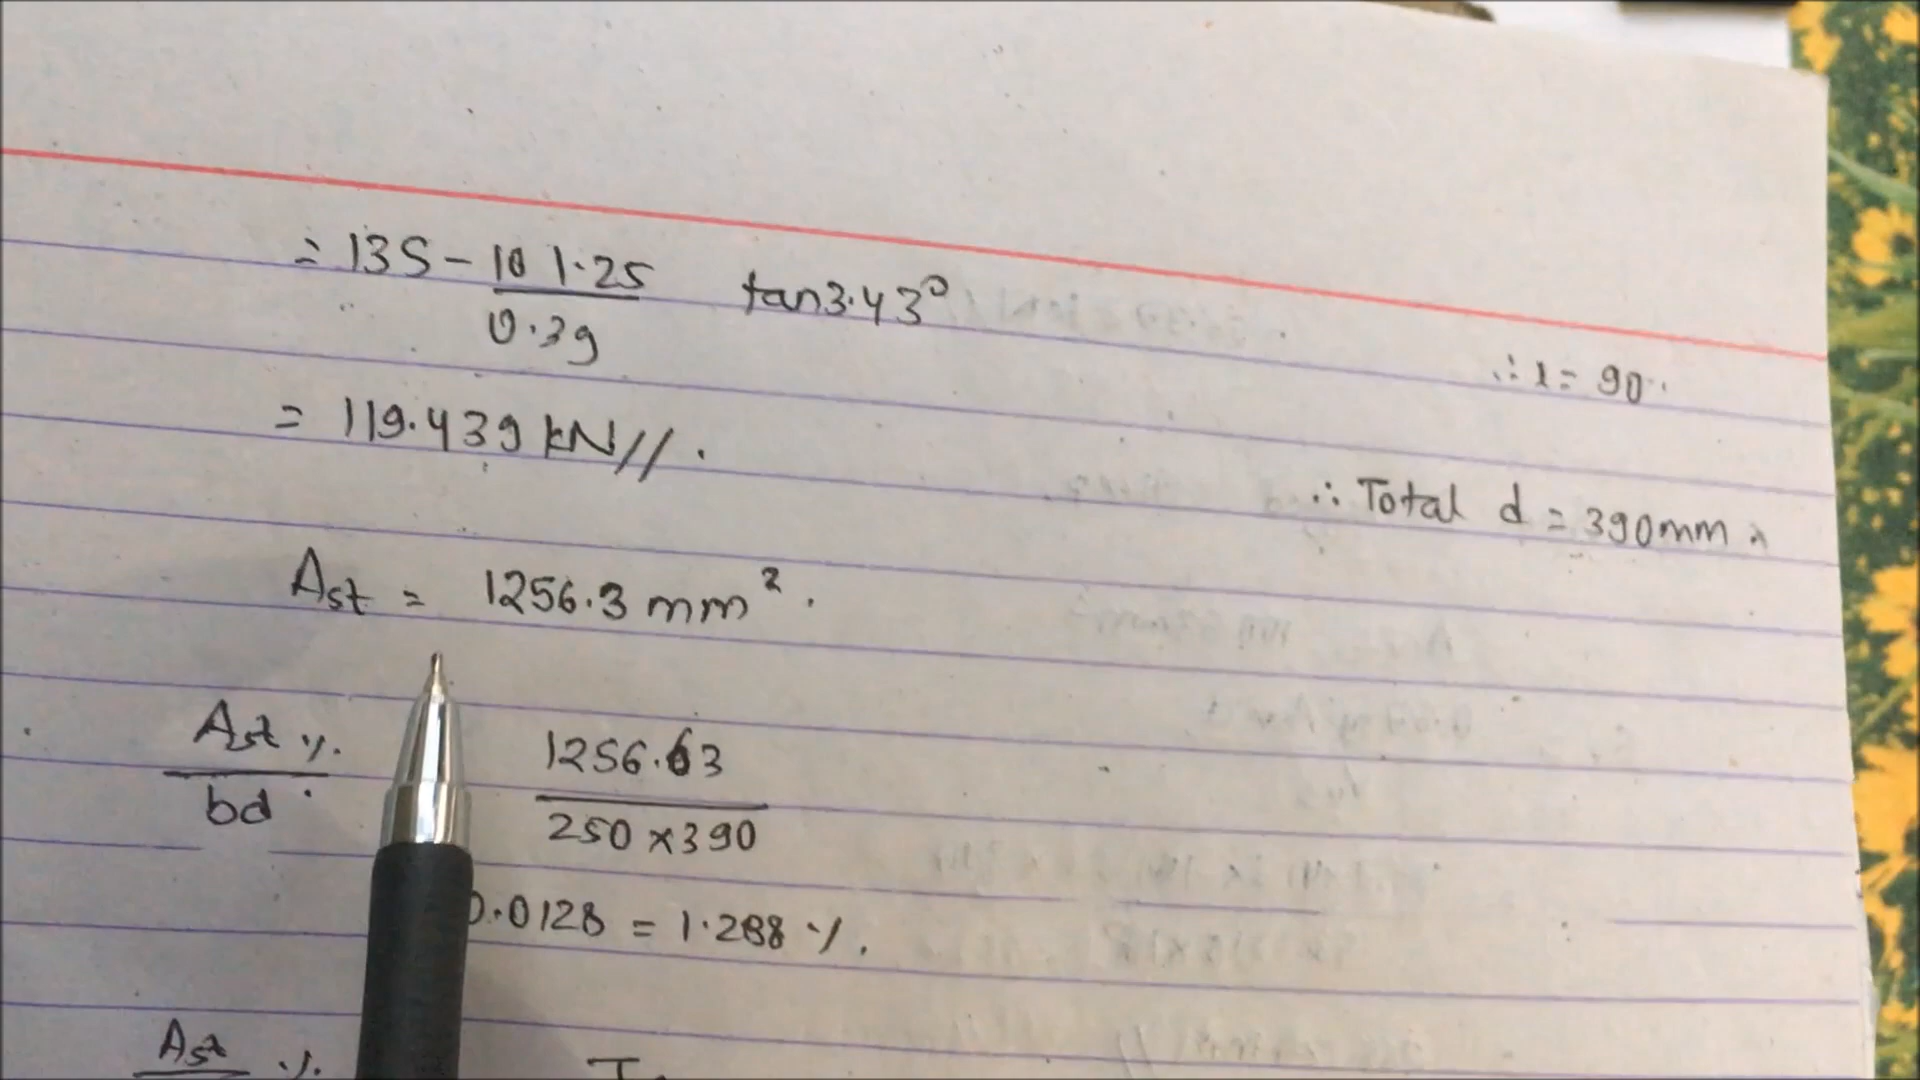 = 135 - 101.25 / 0.39 tan3.43°
∴ x = 90.
= 119.439 kN//.
∴ Total d = 390mm
Ast = 1256.3 mm².
Ast % / bd 1256.63 / 250 x 390
0.0128 = 1.288 %.
Ast %.